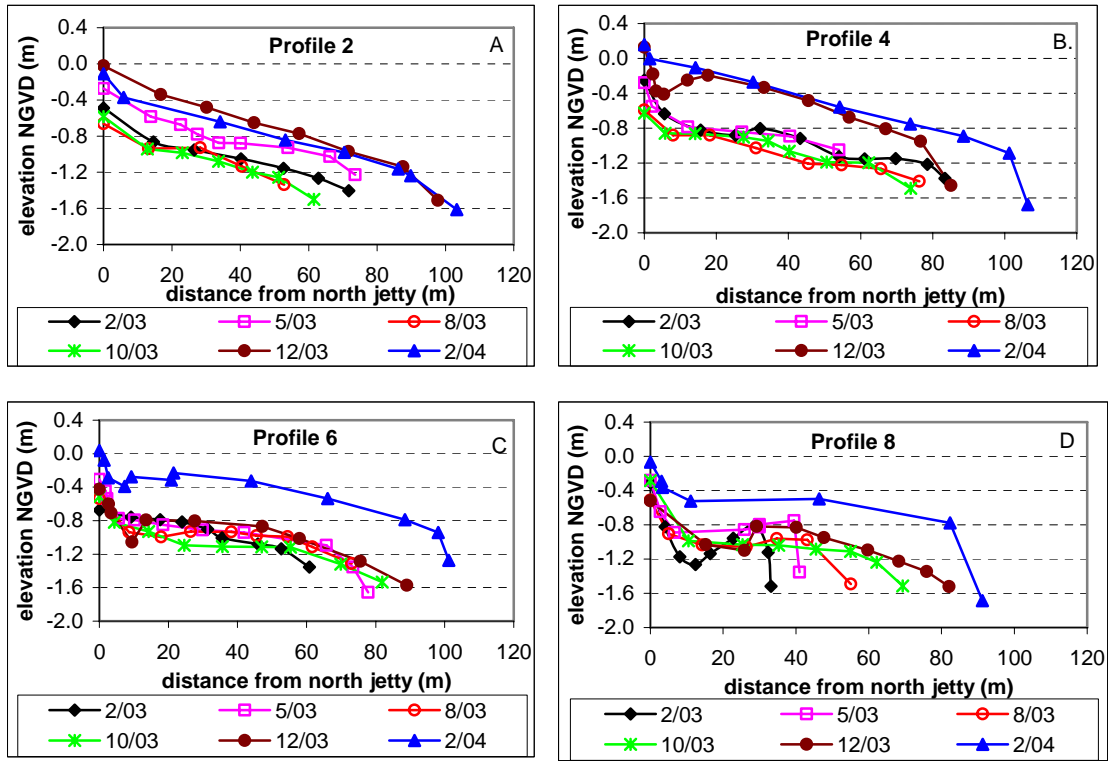 Profile 2
A
elevation NGVD (m)
0.4
0.0
-0.4
-0.8
-1.2
-1.6
-2.0
0 20 40 60 80 100 120
distance from north jetty (m)
2/03 5/03 8/03
10/03 12/03 2/04
Profile 4
B.
elevation NGVD (m)
0.4
0.0
-0.4
-0.8
-1.2
-1.6
-2.0
0 20 40 60 80 100 120
distance from north jetty (m)
2/03 5/03 8/03
10/03 12/03 2/04
Profile 6
C
elevation NGVD (m)
0.4
0.0
-0.4
-0.8
-1.2
-1.6
-2.0
0 20 40 60 80 100 120
distance from north jetty (m)
2/03 5/03 8/03
10/03 12/03 2/04
Profile 8
D
elevation NGVD (m)
0.4
0.0
-0.4
-0.8
-1.2
-1.6
-2.0
0 20 40 60 80 100 120
distance from north jetty (m)
2/03 5/03 8/03
10/03 12/03 2/04